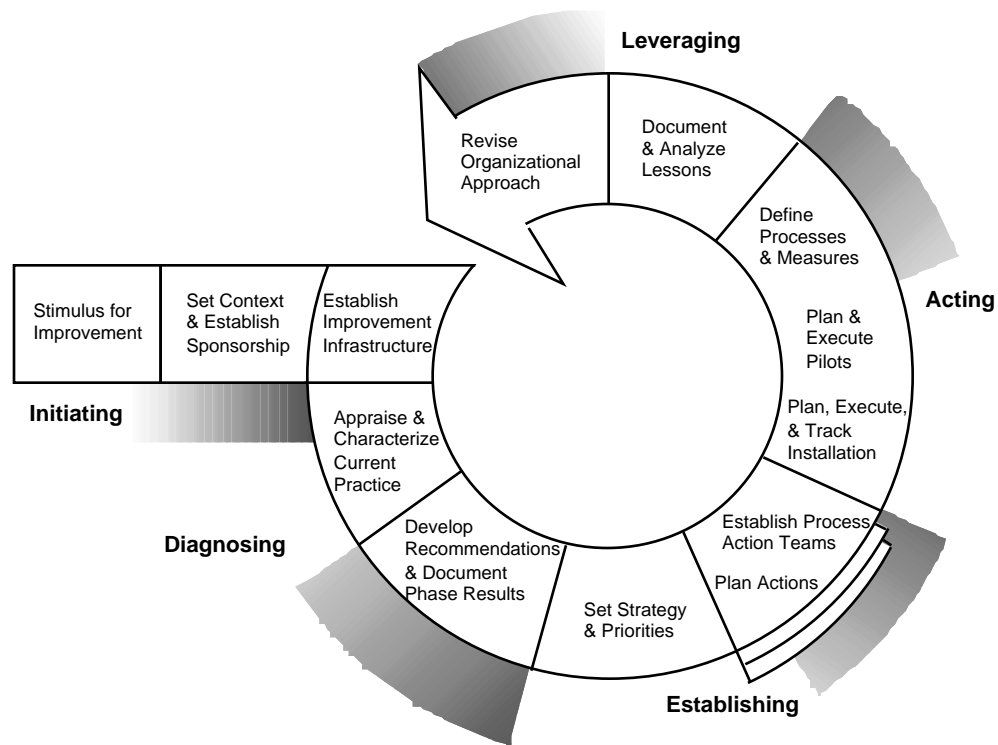 Leveraging
Revise
Organizational
Approach
Document
& Analyze
Lessons
Define
Processes
& Measures
Acting
Plan &
Execute
Pilots
Plan, Execute,
& Track
Installation
Stimulus for
Improvement
Set Context
& Establish
Sponsorship
Establish
Improvement
Infrastructure
Initiating
Appraise &
Characterize
Current
Practice
Diagnosing
Develop
Recommendations
& Document
Phase Results
Set Strategy
& Priorities
Establish Process
Action Teams
Plan Actions
Establishing